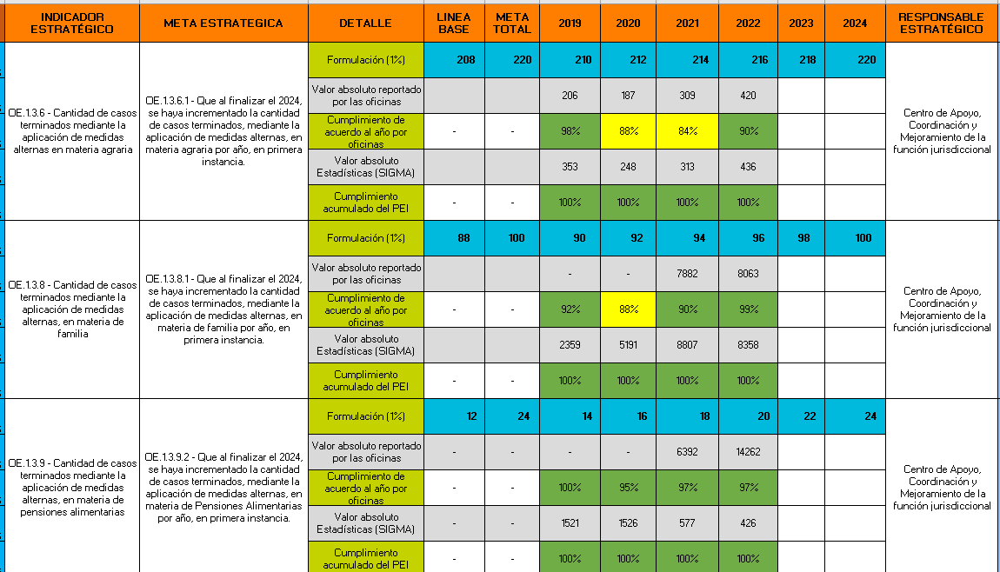 INDICADOR
ESTRATÉGICO
META ESTRATEGICA
DETALLE
LINEA
BASE
META
TOTAL
2019
2020
2021
2022
2023
2024
RESPONSABLE
ESTRATÉGICO
OE.1.3.6 - Cantidad de casos
terminados mediante la
aplicación de medidas
alternas en materia agraria
OE.1.3.6.1 - Que al finalizar el 2024,
se haya incrementado la cantidad
de casos terminados, mediante la
aplicación de medidas alternas, en
materia agraria por año, en primera
instancia.
Formulación (1%)
208 220 210 212 214 216 218 220
Valor absoluto reportado
por las oficinas
206 187 309 420
Cumplimiento de
acuerdo al año por
oficinas
- - 98% 88% 84% 90%
Valor absoluto
Estadísticas (SIGMA)
353 248 313 436
Cumplimiento
acumulado del PEI
- - 100% 100% 100% 100%
Centro de Apoyo,
Coordinación y
Mejoramiento de la
función jurisdiccional
OE.1.3.8 - Cantidad de casos
terminados mediante la
aplicación de medidas
alternas, en materia de
familia
OE.1.3.8.1 - Que al finalizar el 2024,
se haya incrementado la cantidad
de casos terminados, mediante la
aplicación de medidas alternas, en
materia de familia por año, en
primera instancia.
Formulación (1%)
88 100 90 92 94 96 98 100
Valor absoluto reportado
por las oficinas
- - 7882 8063
Cumplimiento de
acuerdo al año por
oficinas
- - 92% 88% 90% 99%
Valor absoluto
Estadísticas (SIGMA)
2359 5191 8807 8358
Cumplimiento
acumulado del PEI
- - 100% 100% 100% 100%
Centro de Apoyo,
Coordinación y
Mejoramiento de la
función jurisdiccional
OE.1.3.9 - Cantidad de casos
terminados mediante la
aplicación de medidas
alternas, en materia de
pensiones alimentarias
OE.1.3.9.2 - Que al finalizar el 2024,
se haya incrementado la cantidad
de casos terminados, mediante la
aplicación de medidas alternas, en
materia de Pensiones Alimentarias
por año, en primera instancia.
Formulación (1%)
12 24 14 16 18 20 22 24
Valor absoluto reportado
por las oficinas
- - - - 6392 14262
Cumplimiento de
acuerdo al año por
oficinas
- - 100% 95% 97% 97%
Valor absoluto
Estadísticas (SIGMA)
- - 1521 1526 577 426
Cumplimiento
acumulado del PEI
- - 100% 100% 100% 100%
Centro de Apoyo,
Coordinación y
Mejoramiento de la
función jurisdiccional